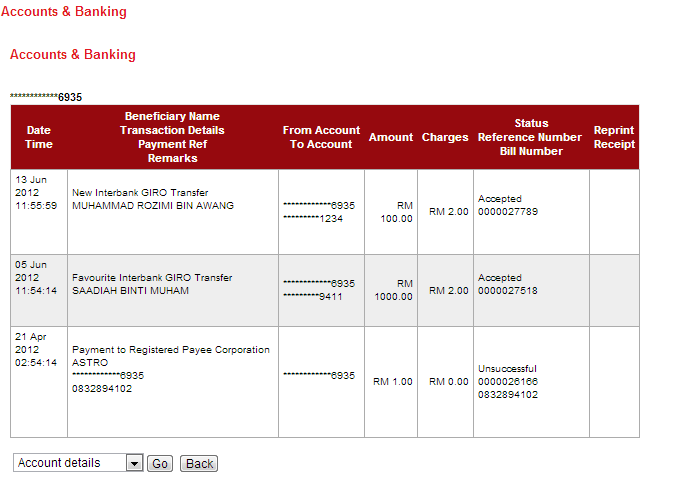 Accounts & Banking
Accounts & Banking
************6935
Date
Time
Beneficiary Name
Transaction Details
Payment Ref
Remarks
From Account
To Account
Amount
Charges
Status
Reference Number
Bill Number
Reprint
Receipt
13 Jun
2012
11:55:59
New Interbank GIRO Transfer
MUHAMMAD ROZIMI BIN AWANG
************6935
*********1234
RM
100.00
RM 2.00
Accepted
0000027789
05 Jun
2012
11:54:14
Favourite Interbank GIRO Transfer
SAADIAH BINTI MUHAM
************6935
*********9411
RM
1000.00
RM 2.00
Accepted
0000027518
21 Apr
2012
02:54:14
Payment to Registered Payee Corporation
ASTRO
************6935
0832894102
************6935
RM 1.00
RM 0.00
Unsuccessful
0000026166
0832894102
Account details
Go
Back